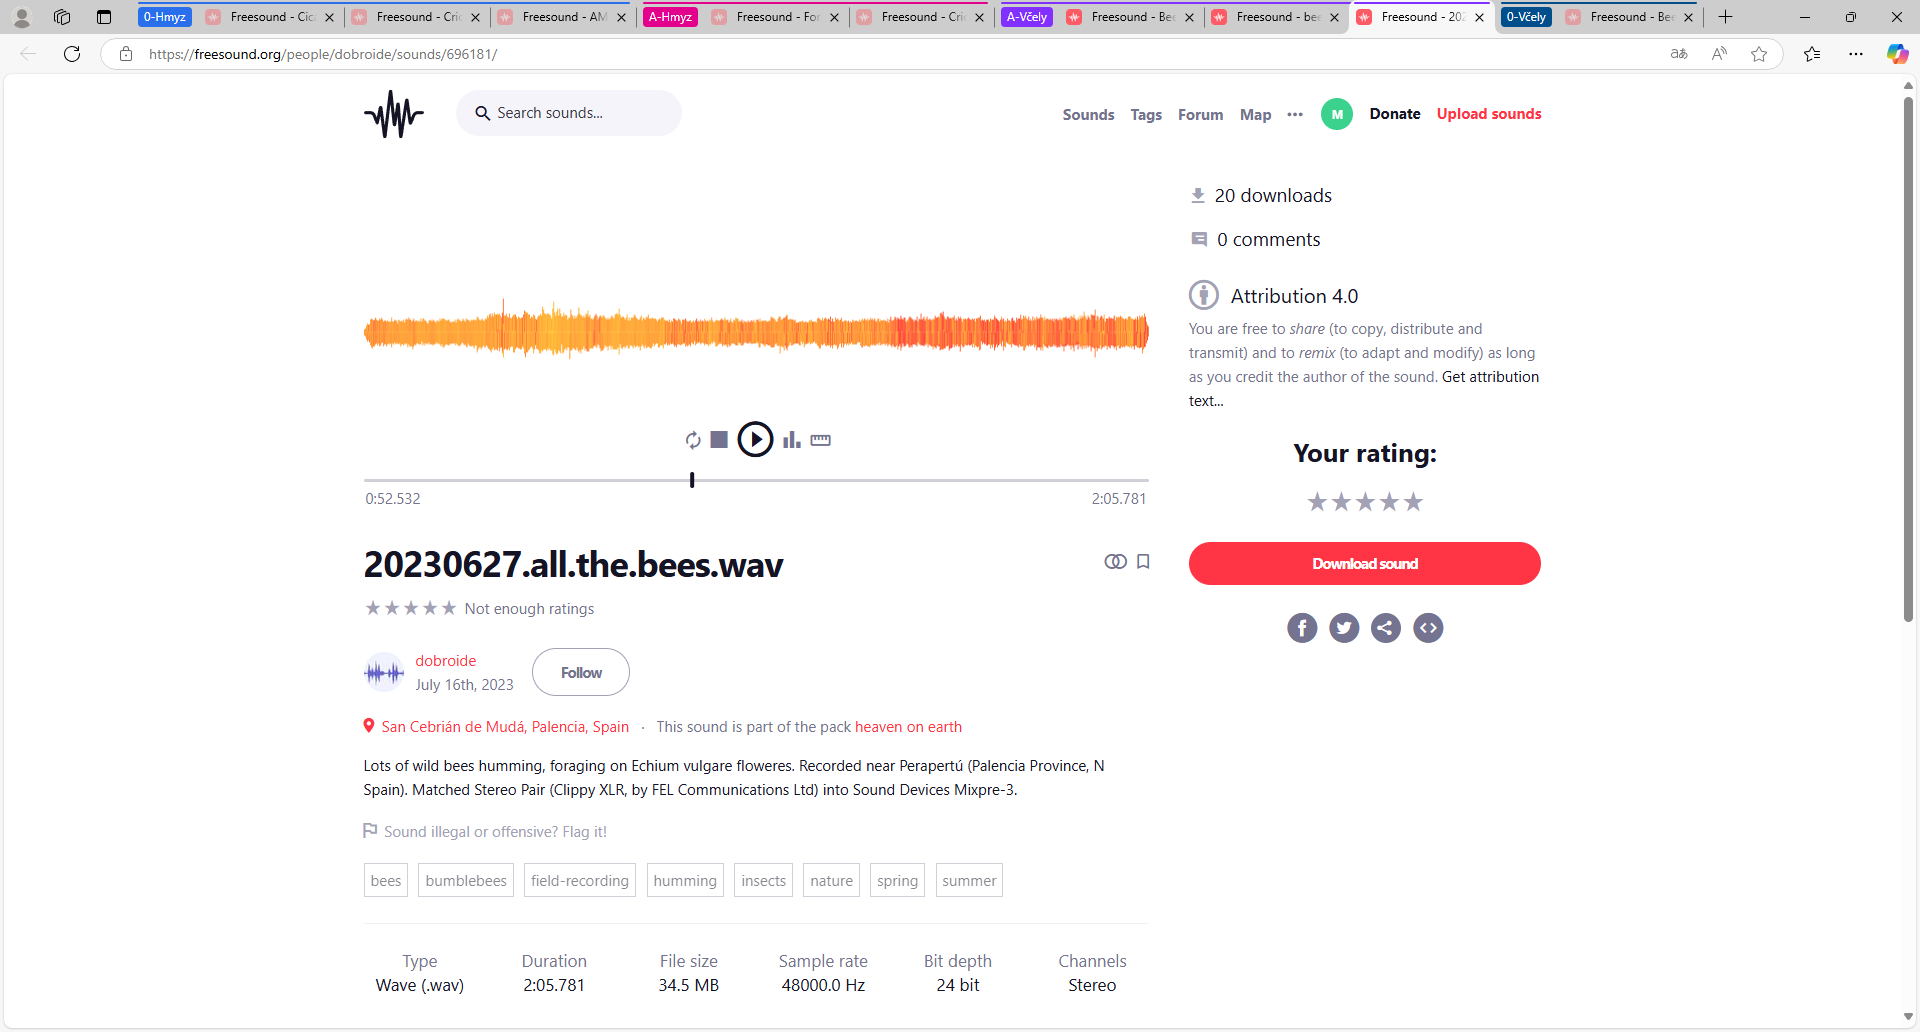 0-Hmyz
Freesound - Cic
Freesound - Cric
Freesound - AM
A-Hmyz
Freesound - For
Freesound - Cric
A-Včely
Freesound - Bee
Freesound - bee
Freesound - 202
0-Včely
Freesound - Bee
https://freesound.org/people/dobroide/sounds/696181/
Search sounds...
Sounds
Tags
Forum
Map
M
Donate
Upload sounds
20 downloads
0 comments
Attribution 4.0
You are free to share (to copy, distribute and
transmit) and to remix (to adapt and modify) as long
as you credit the author of the sound. Get attribution
text...
Your rating:
Download sound
0:52.532
2:05.781
20230627.all.the.bees.wav
Not enough ratings
dobroide
July 16th, 2023
Follow
San Cebrián de Mudá, Palencia, Spain · This sound is part of the pack heaven on earth
Lots of wild bees humming, foraging on Echium vulgare floweres. Recorded near Perapertú (Palencia Province, N
Spain). Matched Stereo Pair (Clippy XLR, by FEL Communications Ltd) into Sound Devices Mixpre-3.
Sound illegal or offensive? Flag it!
bees
bumblebees
field-recording
humming
insects
nature
spring
summer
Type
Duration
File size
Sample rate
Bit depth
Channels
Wave (.wav)
2:05.781
34.5 MB
48000.0 Hz
24 bit
Stereo